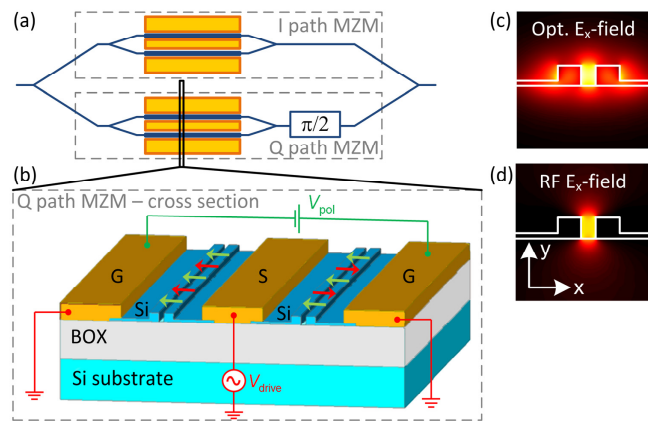 (a)
I path MZM
π/2
Q path MZM
(b)
Q path MZM – cross section
Vpol
G
S
G
Si
Si
BOX
Si substrate
Vdrive
(c)
Opt. Ex-field
(d)
RF Ex-field
y
x